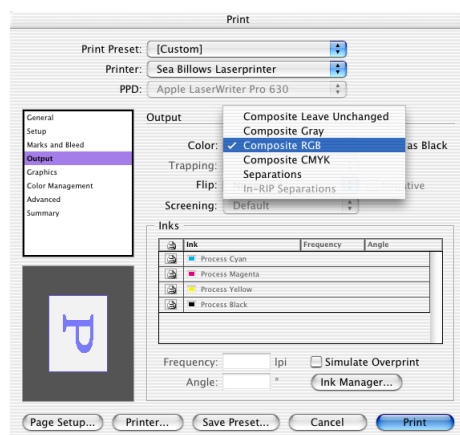 Print
Print Preset: [Custom]
Printer: Sea Billows Laserprinter
PPD: Apple LaserWriter Pro 630
General
Setup
Marks and Bleed
Output
Graphics
Color Management
Advanced
Summary
Output
Color:
Composite Leave Unchanged
Composite Gray
✓ Composite RGB
Composite CMYK
Separations
In-RIP Separations
as Black
Trapping:
Flip:
Screening: Default
Inks
Ink Frequency Angle
Process Cyan
Process Magenta
Process Yellow
Process Black
Frequency: lpi
Simulate Overprint
Angle: °
Ink Manager...
P
Page Setup... Printer... Save Preset... Cancel Print